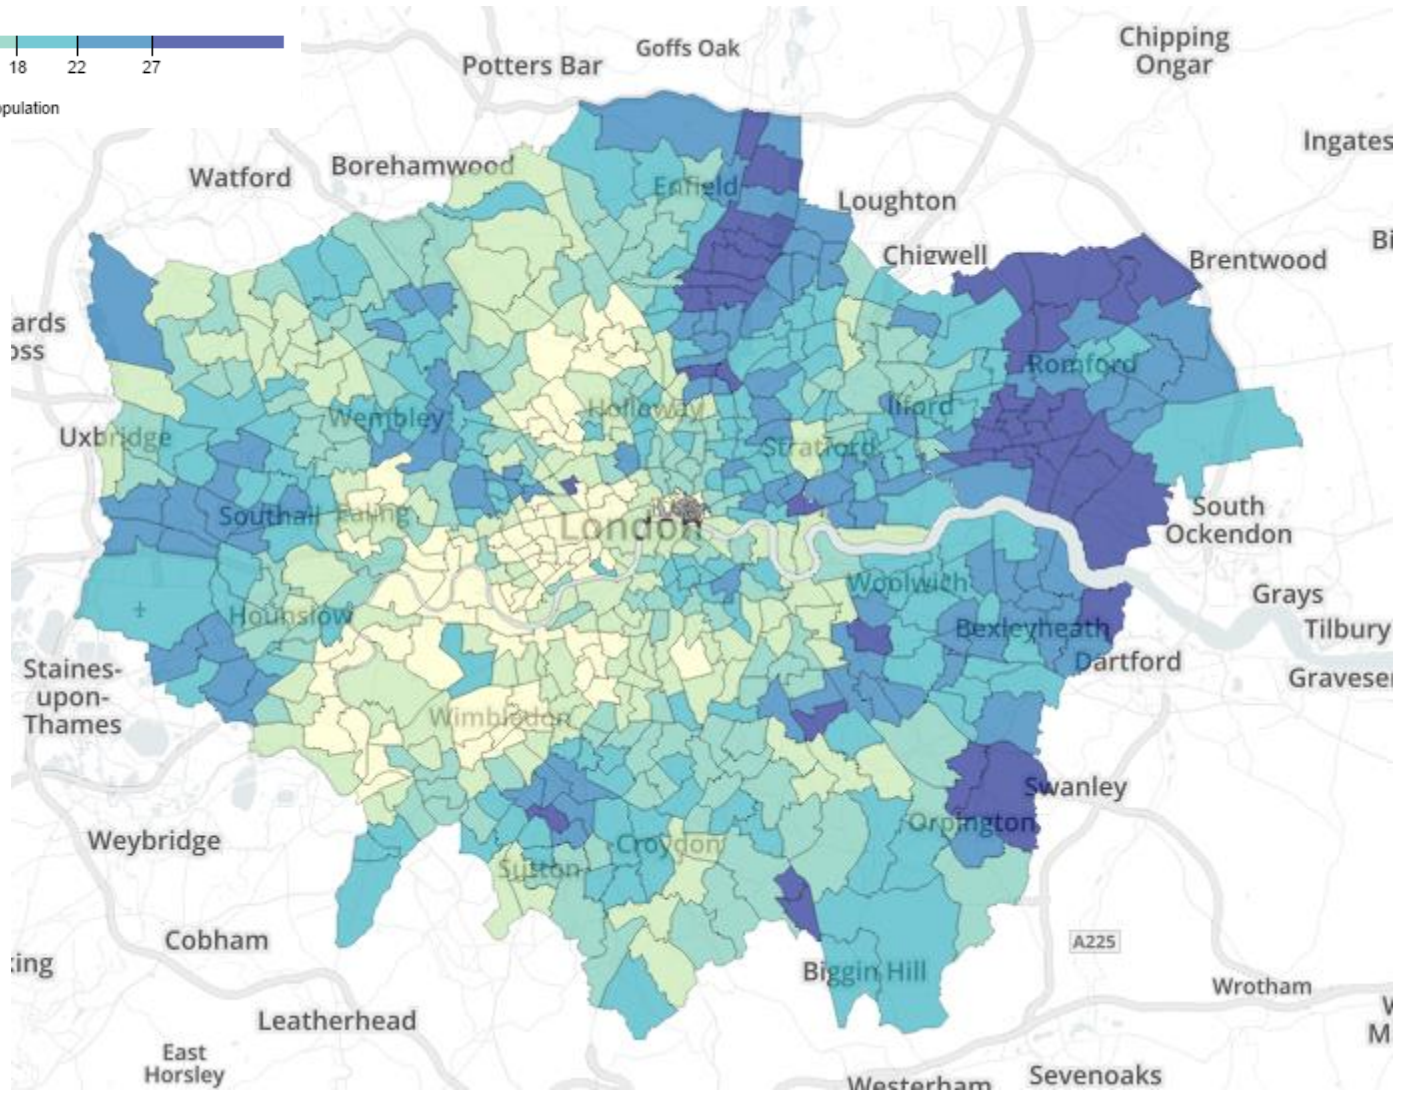 18 22 27
opulation
Goffs Oak
Potters Bar
Chipping
Ongar
Ingates
Watford
Borehamwood
Enfield
Loughton
Chigwell
Brentwood
Bi
ards
oss
Romford
Wembley
Holloway
Ilford
Uxbridge
Stratford
Southall
Ealing
London
South
Ockendon
Woolwich
Grays
Hounslow
Bexleyheath
Tilbury
Staines-
upon-
Thames
Dartford
Gravese
Wimbledon
Swanley
Weybridge
Orpington
Croydon
Sutton
Cobham
A225
king
Biggin Hill
Wrotham
Leatherhead
M
East
Horsley
Westerham
Sevenoaks